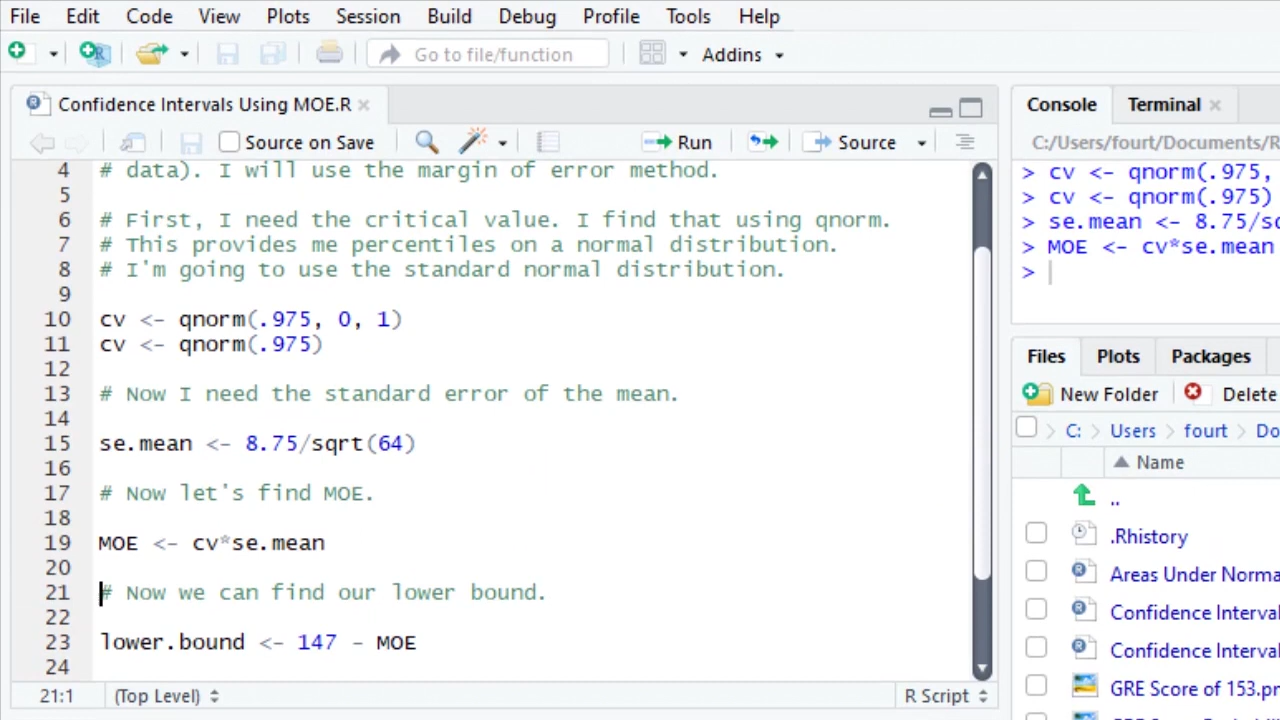 File Edit Code View Plots Session Build Debug Profile Tools Help
Go to file/function Addins
Confidence Intervals Using MOE.R
Source on Save Run Source
4 # data). I will use the margin of error method.
5
6 # First, I need the critical value. I find that using qnorm.
7 # This provides me percentiles on a normal distribution.
8 # I'm going to use the standard normal distribution.
9
10 cv <- qnorm(.975, 0, 1)
11 cv <- qnorm(.975)
12
13 # Now I need the standard error of the mean.
14
15 se.mean <- 8.75/sqrt(64)
16
17 # Now let's find MOE.
18
19 MOE <- cv*se.mean
20
21 # Now we can find our lower bound.
22
23 lower.bound <- 147 - MOE
24
21:1 (Top Level) R Script
Console Terminal
C:/Users/fourt/Documents/R
> cv <- qnorm(.975,
> cv <- qnorm(.975)
> se.mean <- 8.75/sq
> MOE <- cv*se.mean
>
Files Plots Packages
New Folder Delete
C: Users fourt Do
Name
..
.Rhistory
Areas Under Norma
Confidence Interval
Confidence Interval
GRE Score of 153.pn